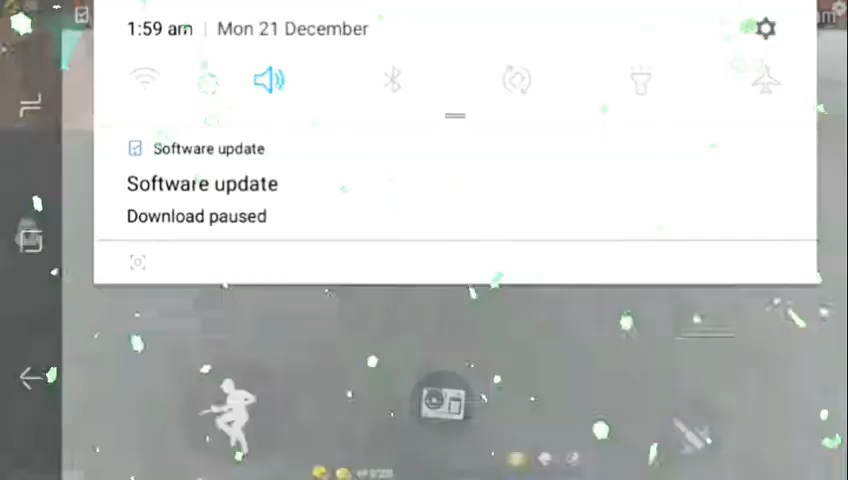 1:59 am | Mon 21 December
Software update
Software update
Download paused